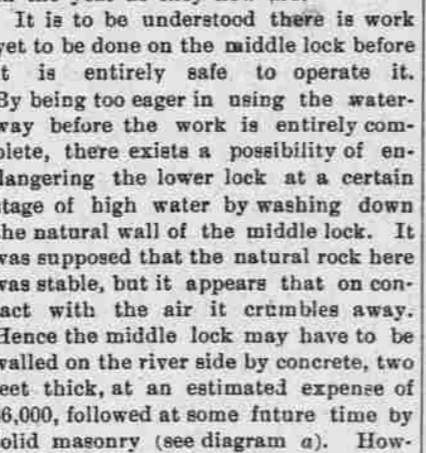 It is to be understood there is work
yet to be done on the middle lock before
it is entirely safe to operate it.
By being too eager in using the water-
way before the work is entirely com-
plete, there exists a possibility of en-
dangering the lower lock at a certain
stage of high water by washing down
the natural wall of the middle lock. It
was supposed that the natural rock here
was stable, but it appears that on con-
tact with the air it crumbles away.
Hence the middle lock may have to be
walled on the river side by concrete, two
feet thick, at an estimated expense of
6,000, followed at some future time by
solid masonry (see diagram a). How-